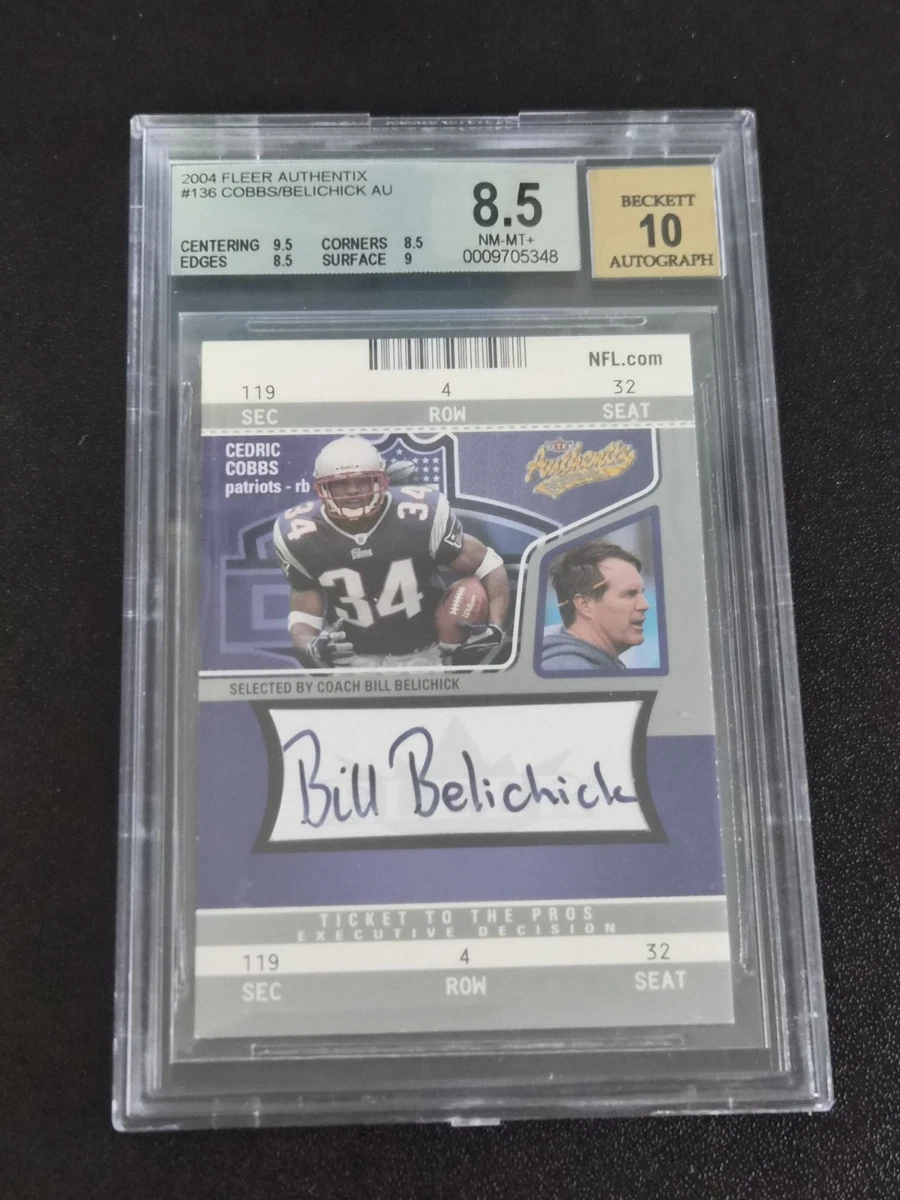 2004 FLEER AUTHENTIX
#136 COBBS/BELICHICK AU
CENTERING 9.5 CORNERS 8.5
EDGES 8.5 SURFACE 9
8.5
NM-MT+
0009705348
BECKETT
10
AUTOGRAPH
NFL.com
119 4 32
SEC ROW SEAT
CEDRIC
COBBS
patriots - rb
Authentix
34
34
34
SELECTED BY COACH BILL BELICHICK
Bill Belichick
TICKET TO THE PROS
EXECUTIVE DECISION
119 4 32
SEC ROW SEAT